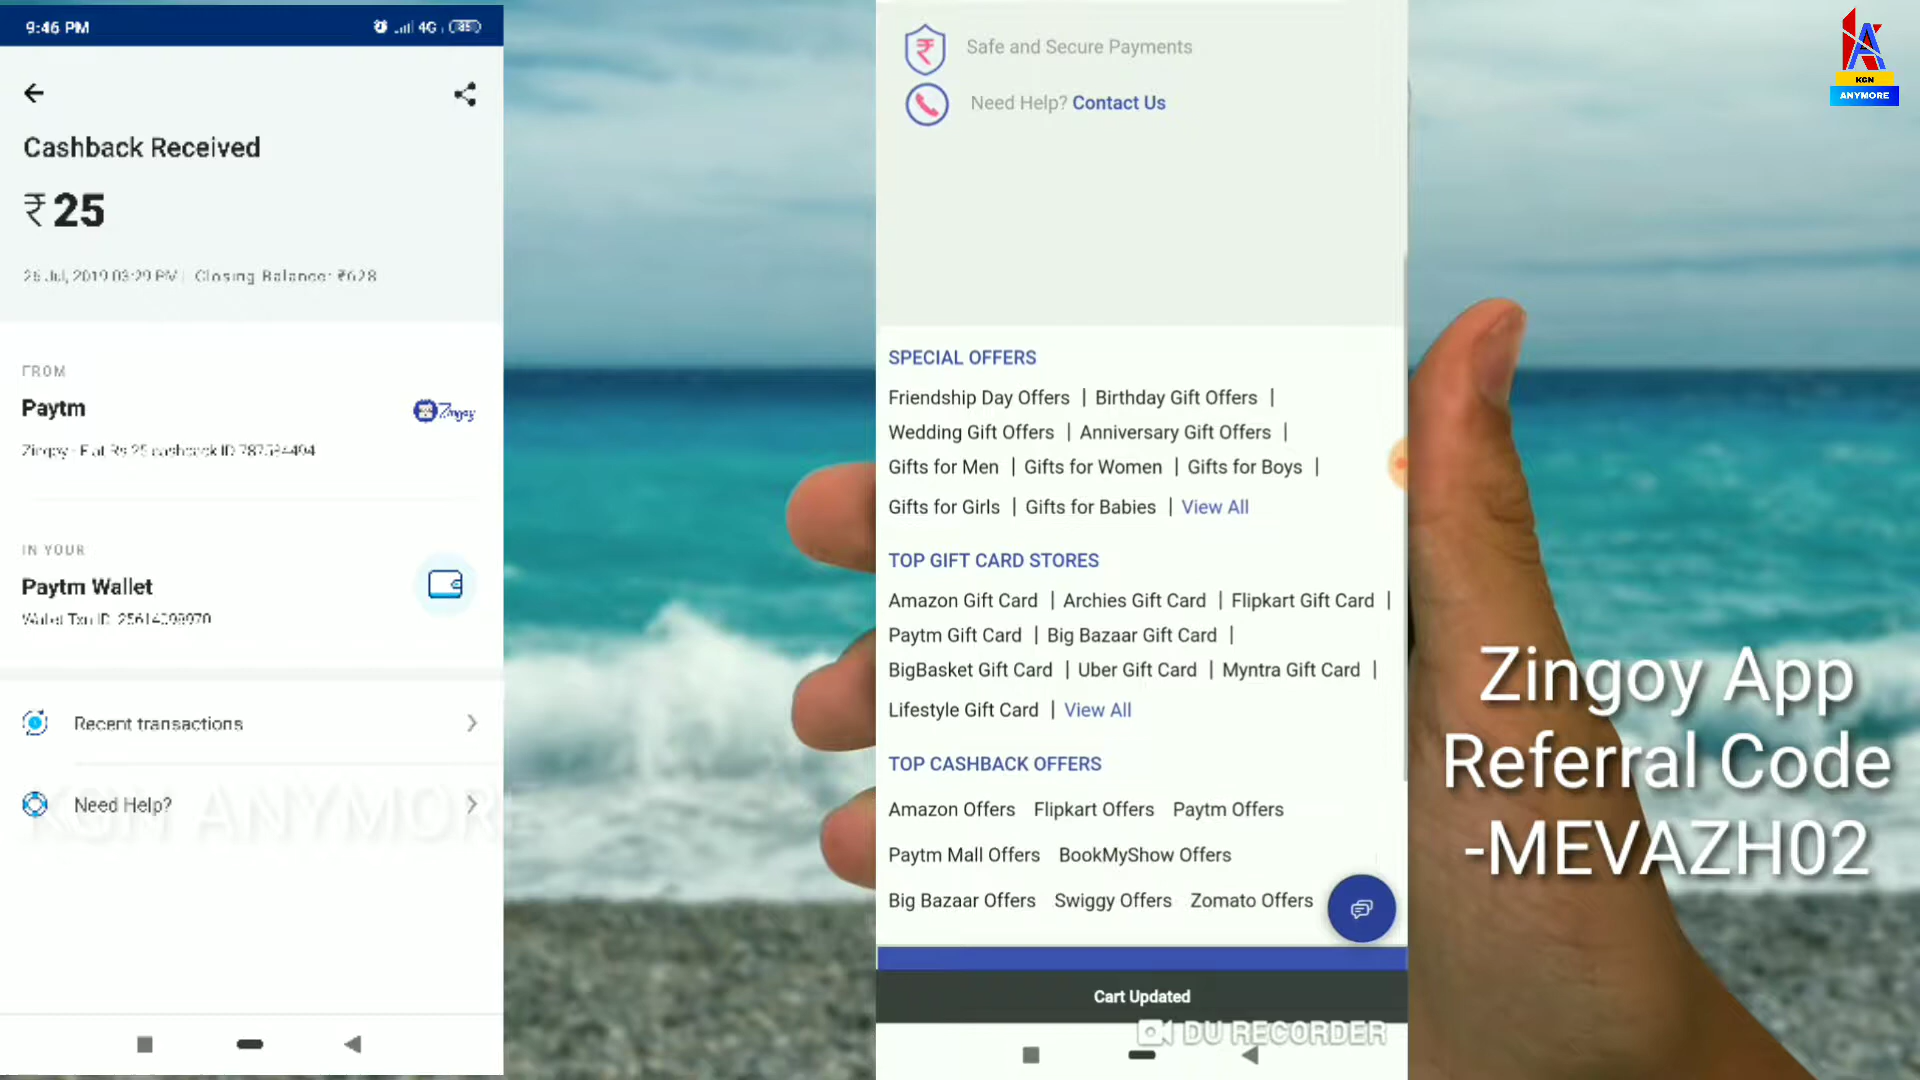 9:46 PM
4G
Cashback Received
₹25
26 Jul, 2019 03:29 PM | Closing Balance: ₹628
FROM
Paytm
Zingoy
Zingoy - Flat Rs 25 cashback ID
IN YOUR
Paytm Wallet
Wallet Txn ID
Recent transactions
Need Help?
KGN ANYMORE
Safe and Secure Payments
Need Help? Contact Us
SPECIAL OFFERS
Friendship Day Offers | Birthday Gift Offers |
Wedding Gift Offers | Anniversary Gift Offers |
Gifts for Men | Gifts for Women | Gifts for Boys |
Gifts for Girls | Gifts for Babies | View All
TOP GIFT CARD STORES
Amazon Gift Card | Archies Gift Card | Flipkart Gift Card |
Paytm Gift Card | Big Bazaar Gift Card |
BigBasket Gift Card | Uber Gift Card | Myntra Gift Card |
Lifestyle Gift Card | View All
TOP CASHBACK OFFERS
Amazon Offers Flipkart Offers Paytm Offers
Paytm Mall Offers BookMyShow Offers
Big Bazaar Offers Swiggy Offers Zomato Offers
Cart Updated
DU RECORDER
KGN
ANYMORE
Zingoy App
Referral Code
-MEVAZH02